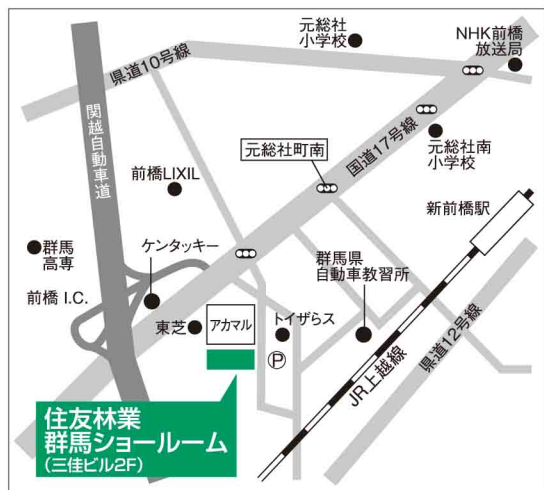 元総社
小学校
NHK前橋
放送局
県道10号線
関越自動車道
国道17号線
元総社南
小学校
元総社町南
前橋LIXIL
新前橋駅
群馬
高専
ケンタッキー
群馬県
自動車教習所
前橋 I.C.
東芝
アカマル
トイザらス
P
JR上越線
県道12号線
住友林業
群馬ショールーム
(三佳ビル2F)